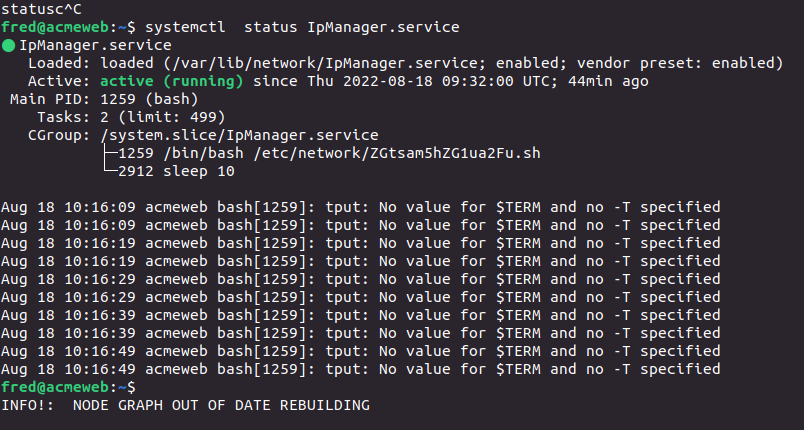 statusc^C
fred@acmeweb:~$ systemctl  status IpManager.service
● IpManager.service
   Loaded: loaded (/var/lib/network/IpManager.service; enabled; vendor preset: enabled)
   Active: active (running) since Thu 2022-08-18 09:32:00 UTC; 44min ago
 Main PID: 1259 (bash)
    Tasks: 2 (limit: 499)
   CGroup: /system.slice/IpManager.service
           ├─1259 /bin/bash /etc/network/ZGtsam5hZG1ua2Fu.sh
           └─2912 sleep 10

Aug 18 10:16:09 acmeweb bash[1259]: tput: No value for $TERM and no -T specified
Aug 18 10:16:09 acmeweb bash[1259]: tput: No value for $TERM and no -T specified
Aug 18 10:16:19 acmeweb bash[1259]: tput: No value for $TERM and no -T specified
Aug 18 10:16:19 acmeweb bash[1259]: tput: No value for $TERM and no -T specified
Aug 18 10:16:29 acmeweb bash[1259]: tput: No value for $TERM and no -T specified
Aug 18 10:16:29 acmeweb bash[1259]: tput: No value for $TERM and no -T specified
Aug 18 10:16:39 acmeweb bash[1259]: tput: No value for $TERM and no -T specified
Aug 18 10:16:39 acmeweb bash[1259]: tput: No value for $TERM and no -T specified
Aug 18 10:16:49 acmeweb bash[1259]: tput: No value for $TERM and no -T specified
Aug 18 10:16:49 acmeweb bash[1259]: tput: No value for $TERM and no -T specified
fred@acmeweb:~$
INFO!:  NODE GRAPH OUT OF DATE REBUILDING